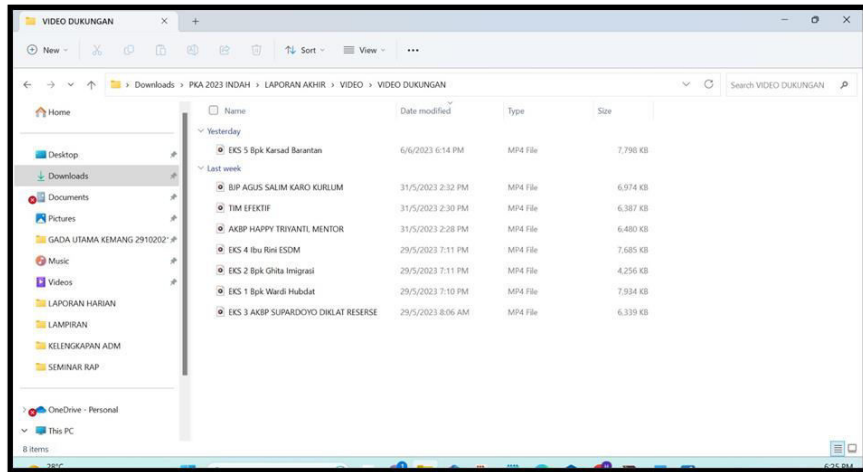 VIDEO DUKUNGAN
New Sort View
Downloads > PKA 2023 INDAH > LAPORAN AKHIR > VIDEO > VIDEO DUKUNGAN Search VIDEO DUKUNGAN
Home
Desktop
Downloads
Documents
Pictures
GADA UTAMA KEMANG 2910202
Music
Videos
LAPORAN HARIAN
LAMPIRAN
KELENGKAPAN ADM
SEMINAR RAP
OneDrive - Personal
This PC
Name Date modified Type Size
Yesterday
EKS 5 Bpk Karsad Barantan 6/6/2023 6:14 PM MP4 File 7,798 KB
Last week
BJP AGUS SALIM KARO KURLUM 31/5/2023 2:32 PM MP4 File 6,974 KB
TIM EFEKTIF 31/5/2023 2:30 PM MP4 File 6,387 KB
AKBP HAPPY TRIYANTI, MENTOR 31/5/2023 2:28 PM MP4 File 6,480 KB
EKS 4 Ibu Rini ESDM 29/5/2023 7:11 PM MP4 File 7,685 KB
EKS 2 Bpk Ghita Imigrasi 29/5/2023 7:11 PM MP4 File 4,256 KB
EKS 1 Bpk Wardi Hubdat 29/5/2023 7:10 PM MP4 File 7,934 KB
EKS 3 AKBP SUPARDOYO DIKLAT RESERSE 29/5/2023 8:06 AM MP4 File 6,339 KB
8 items
28°C 6:25 PM